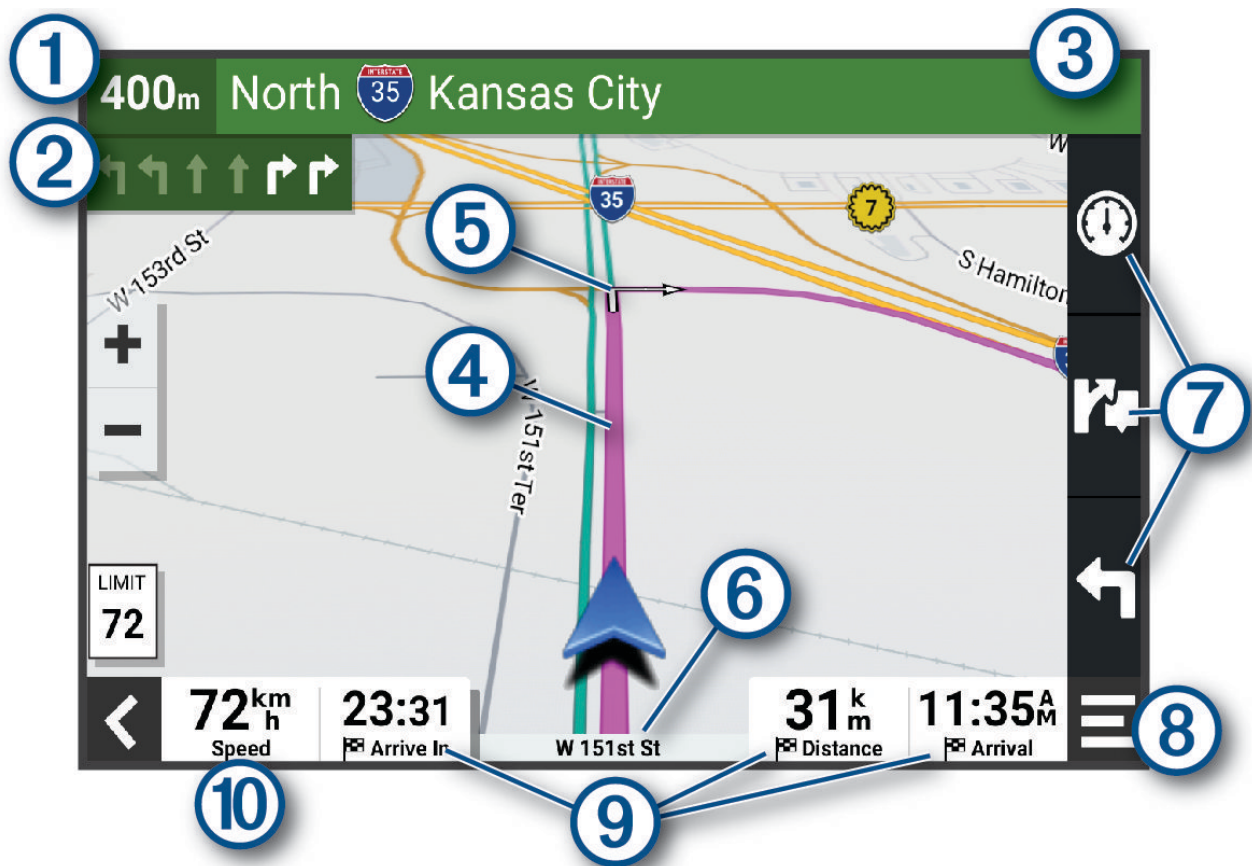 1
3
400m North INTERSTATE 35 Kansas City
2
W
5
INTERSTATE
35
7
W 153rd St
S Hamilton
+
4
7
−
W 151st Ter
LIMIT
72
6
72 km h
Speed
23:31
Arrive In
W 151st St
31 k m
Distance
11:35 AM
Arrival
8
10
9